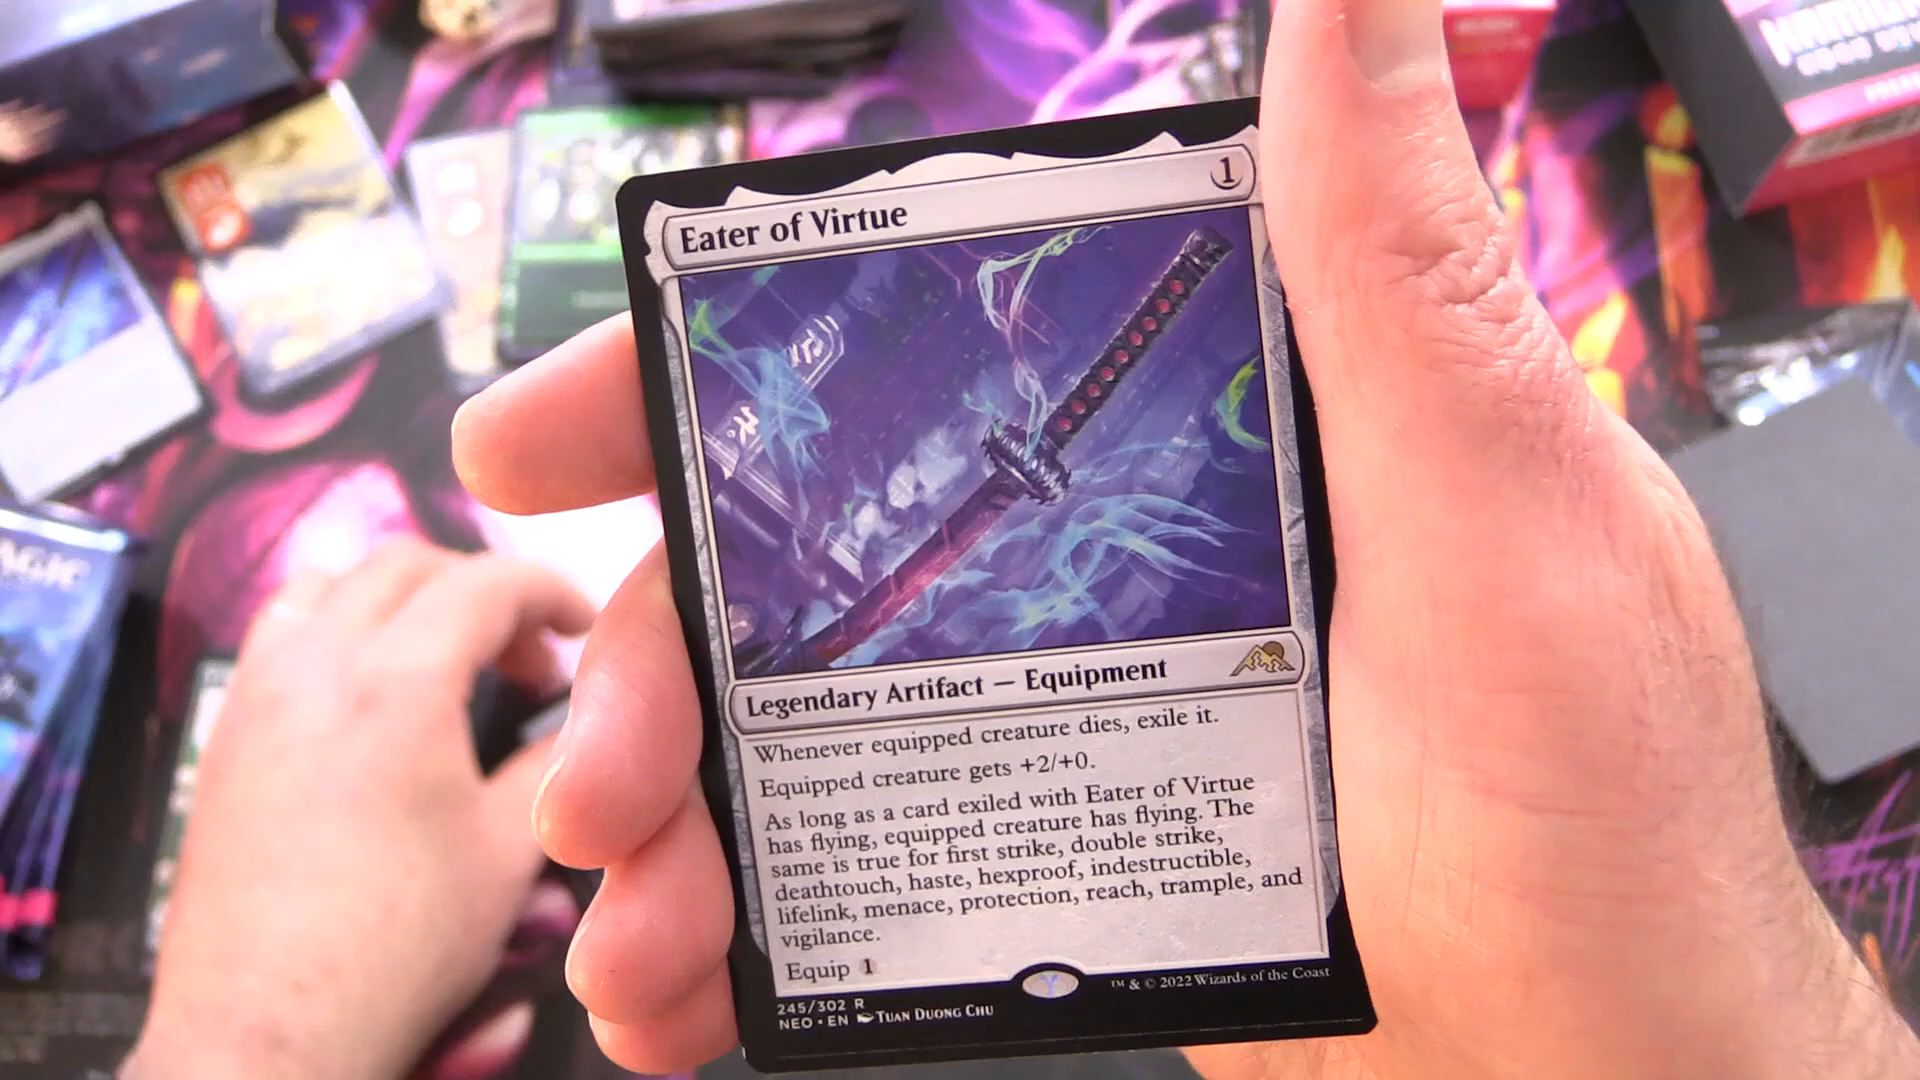 Eater of Virtue 1
Legendary Artifact — Equipment
Whenever equipped creature dies, exile it.
Equipped creature gets +2/+0.
As long as a card exiled with Eater of Virtue
has flying, equipped creature has flying. The
same is true for first strike, double strike,
deathtouch, haste, hexproof, indestructible,
lifelink, menace, protection, reach, trample, and
vigilance.
Equip 1
245/302 R
NEO • EN TUAN DUONG CHU
™ & © 2022 Wizards of the Coast